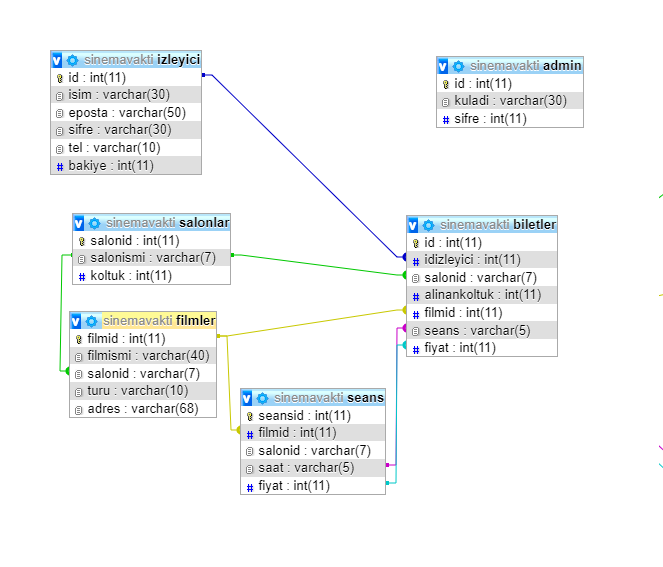 v sinemavakti izleyici
id : int(11)
isim : varchar(30)
eposta : varchar(50)
sifre : varchar(30)
tel : varchar(10)
# bakiye : int(11)
v sinemavakti admin
id : int(11)
kuladi : varchar(30)
# sifre : int(11)
v sinemavakti salonlar
salonid : int(11)
salonismi : varchar(7)
# koltuk : int(11)
v sinemavakti biletler
id : int(11)
# idizleyici : int(11)
salonid : varchar(7)
# alinankoltuk : int(11)
# filmid : int(11)
seans : varchar(5)
# fiyat : int(11)
v sinemavakti filmler
filmid : int(11)
filmismi : varchar(40)
salonid : varchar(7)
turu : varchar(10)
adres : varchar(68)
v sinemavakti seans
seansid : int(11)
# filmid : int(11)
salonid : varchar(7)
saat : varchar(5)
# fiyat : int(11)